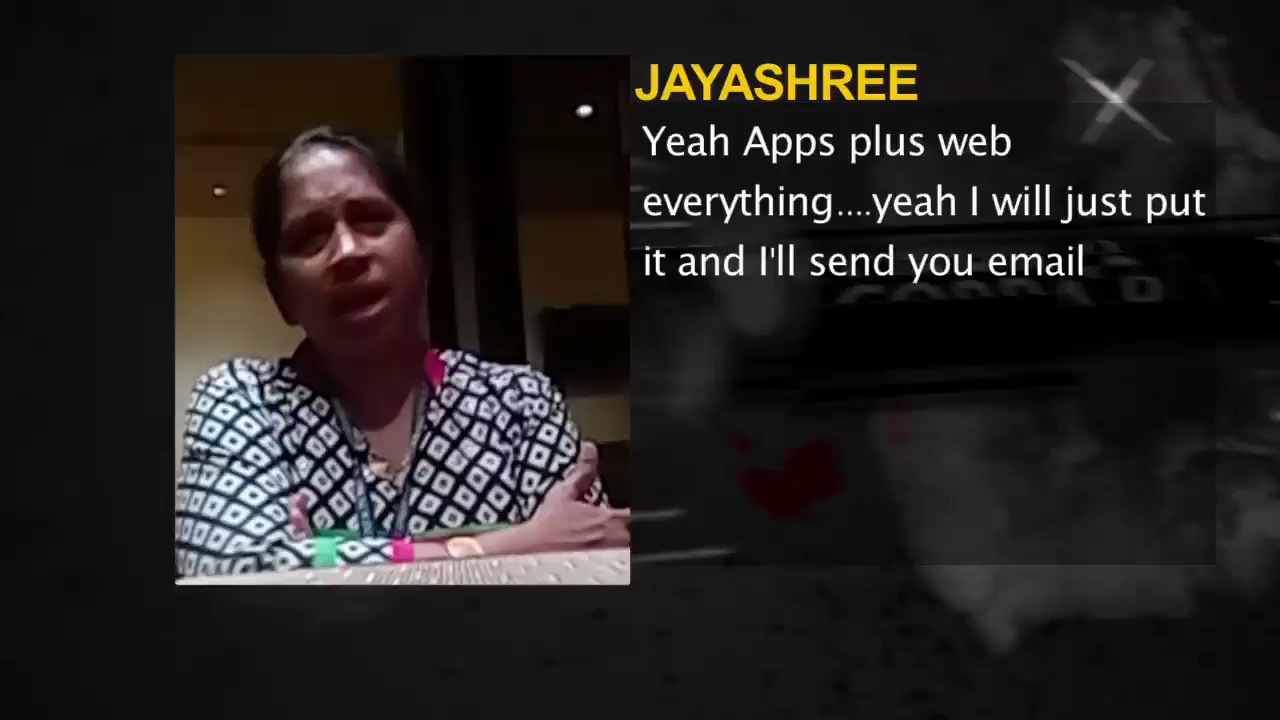 JAYASHREE
Yeah Apps plus web
everything....yeah I will just put
it and I'll send you email